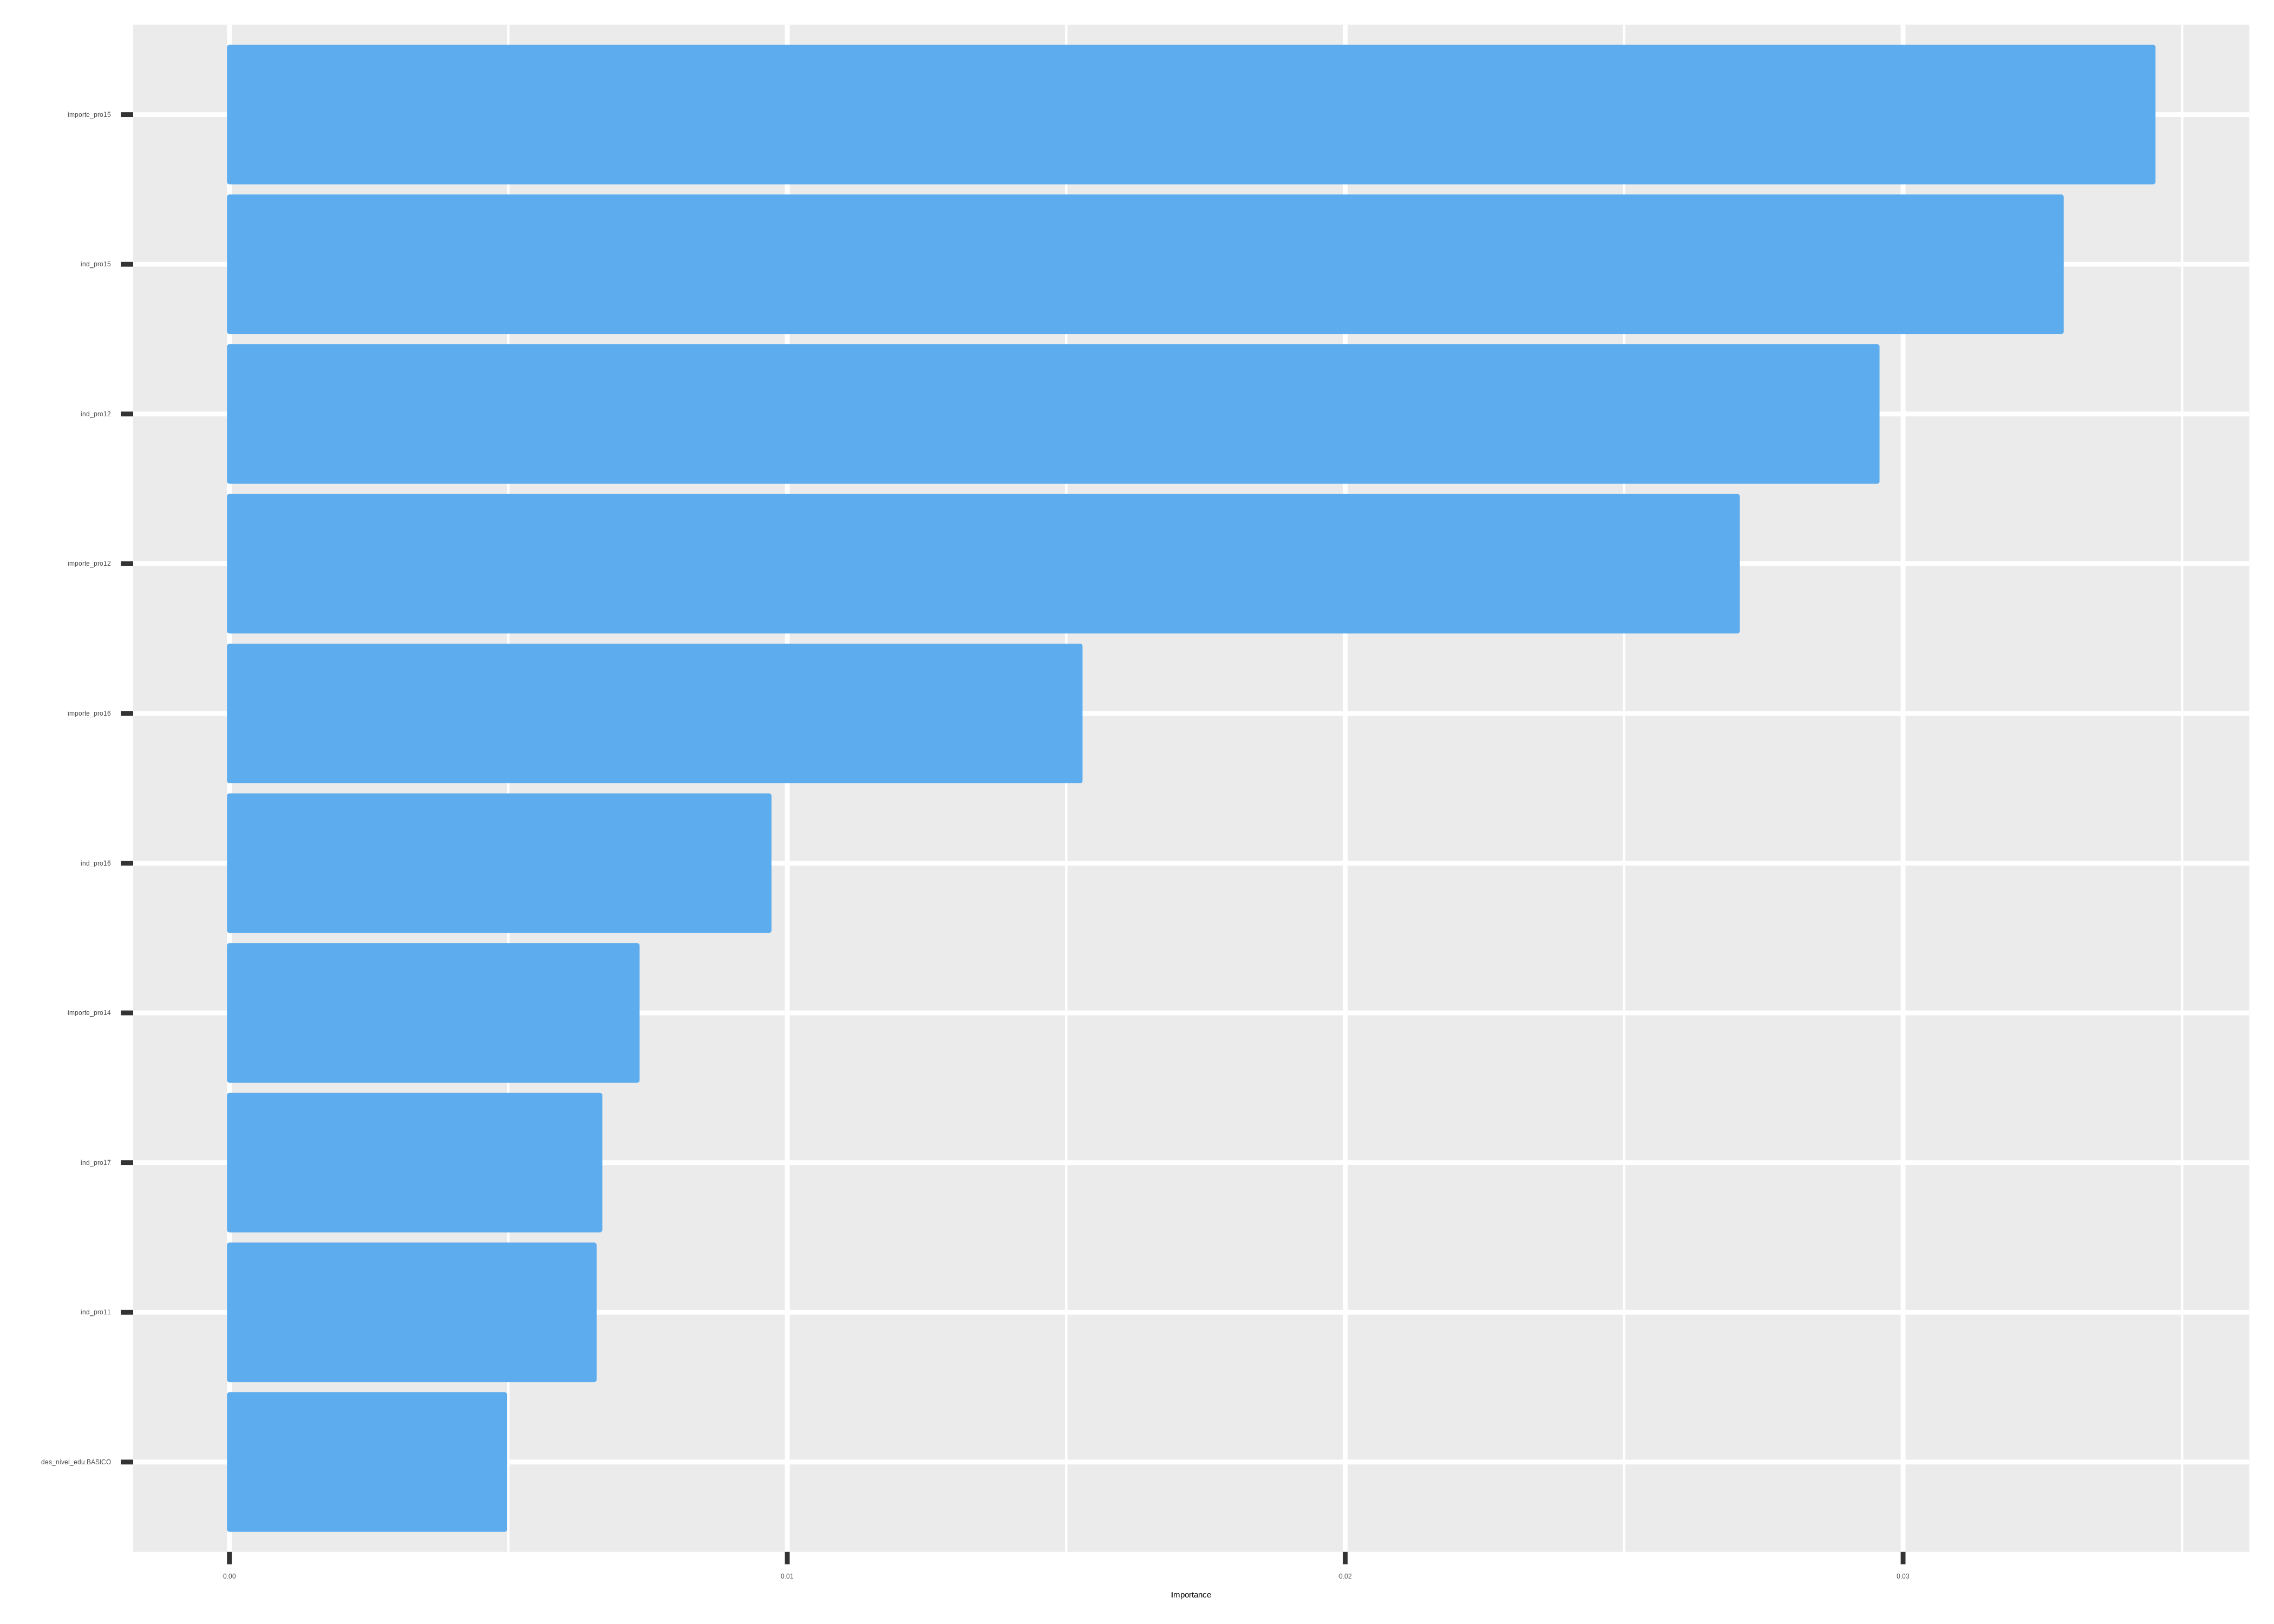 importe_pro15
ind_pro15
ind_pro12
importe_pro12
importe_pro16
ind_pro16
importe_pro14
ind_pro17
ind_pro11
des_nivel_edu.BASICO
0.00 0.01 0.02 0.03
Importance